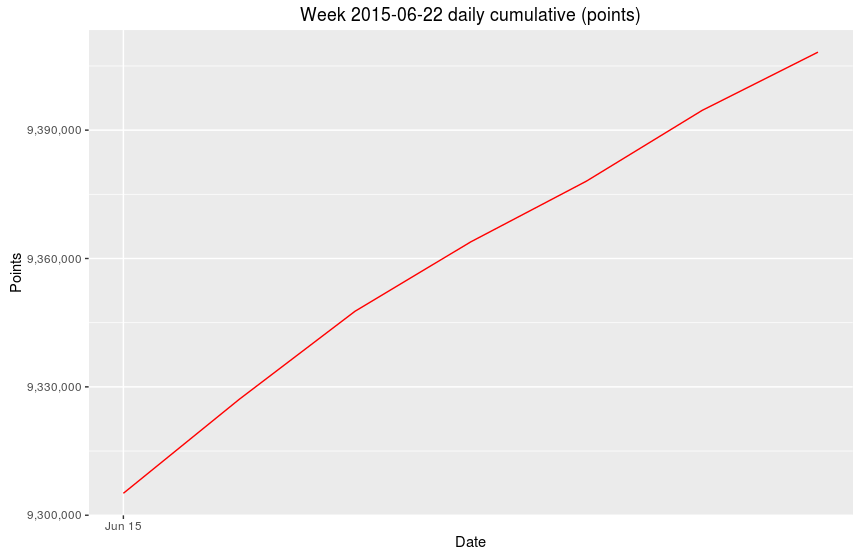 Week 2015-06-22 daily cumulative (points)
Points
9,390,000
9,360,000
9,330,000
9,300,000
Jun 15
Date